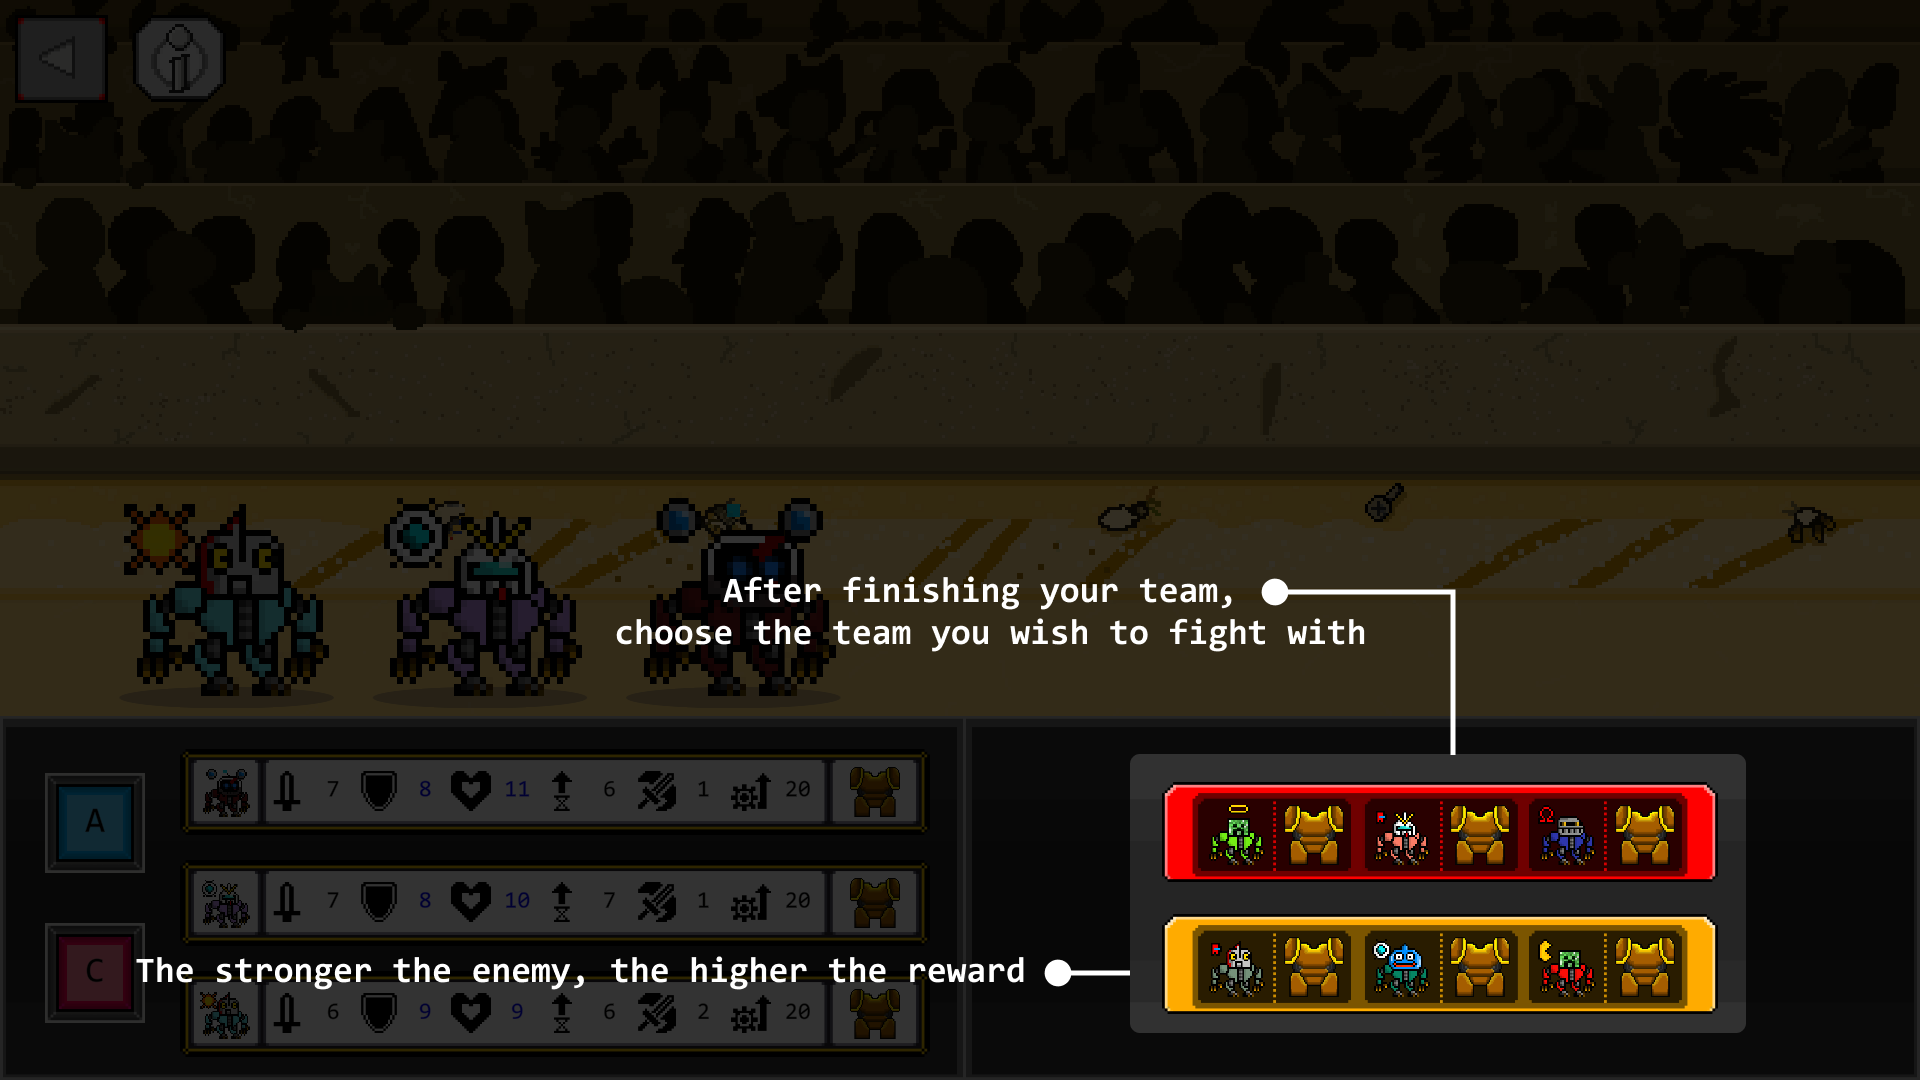 After finishing your team,
choose the team you wish to fight with
A
7 8 11 6 1 20
7 8 10 7 1 20
C
The stronger the enemy, the higher the reward
6 9 9 6 2 20
Ω